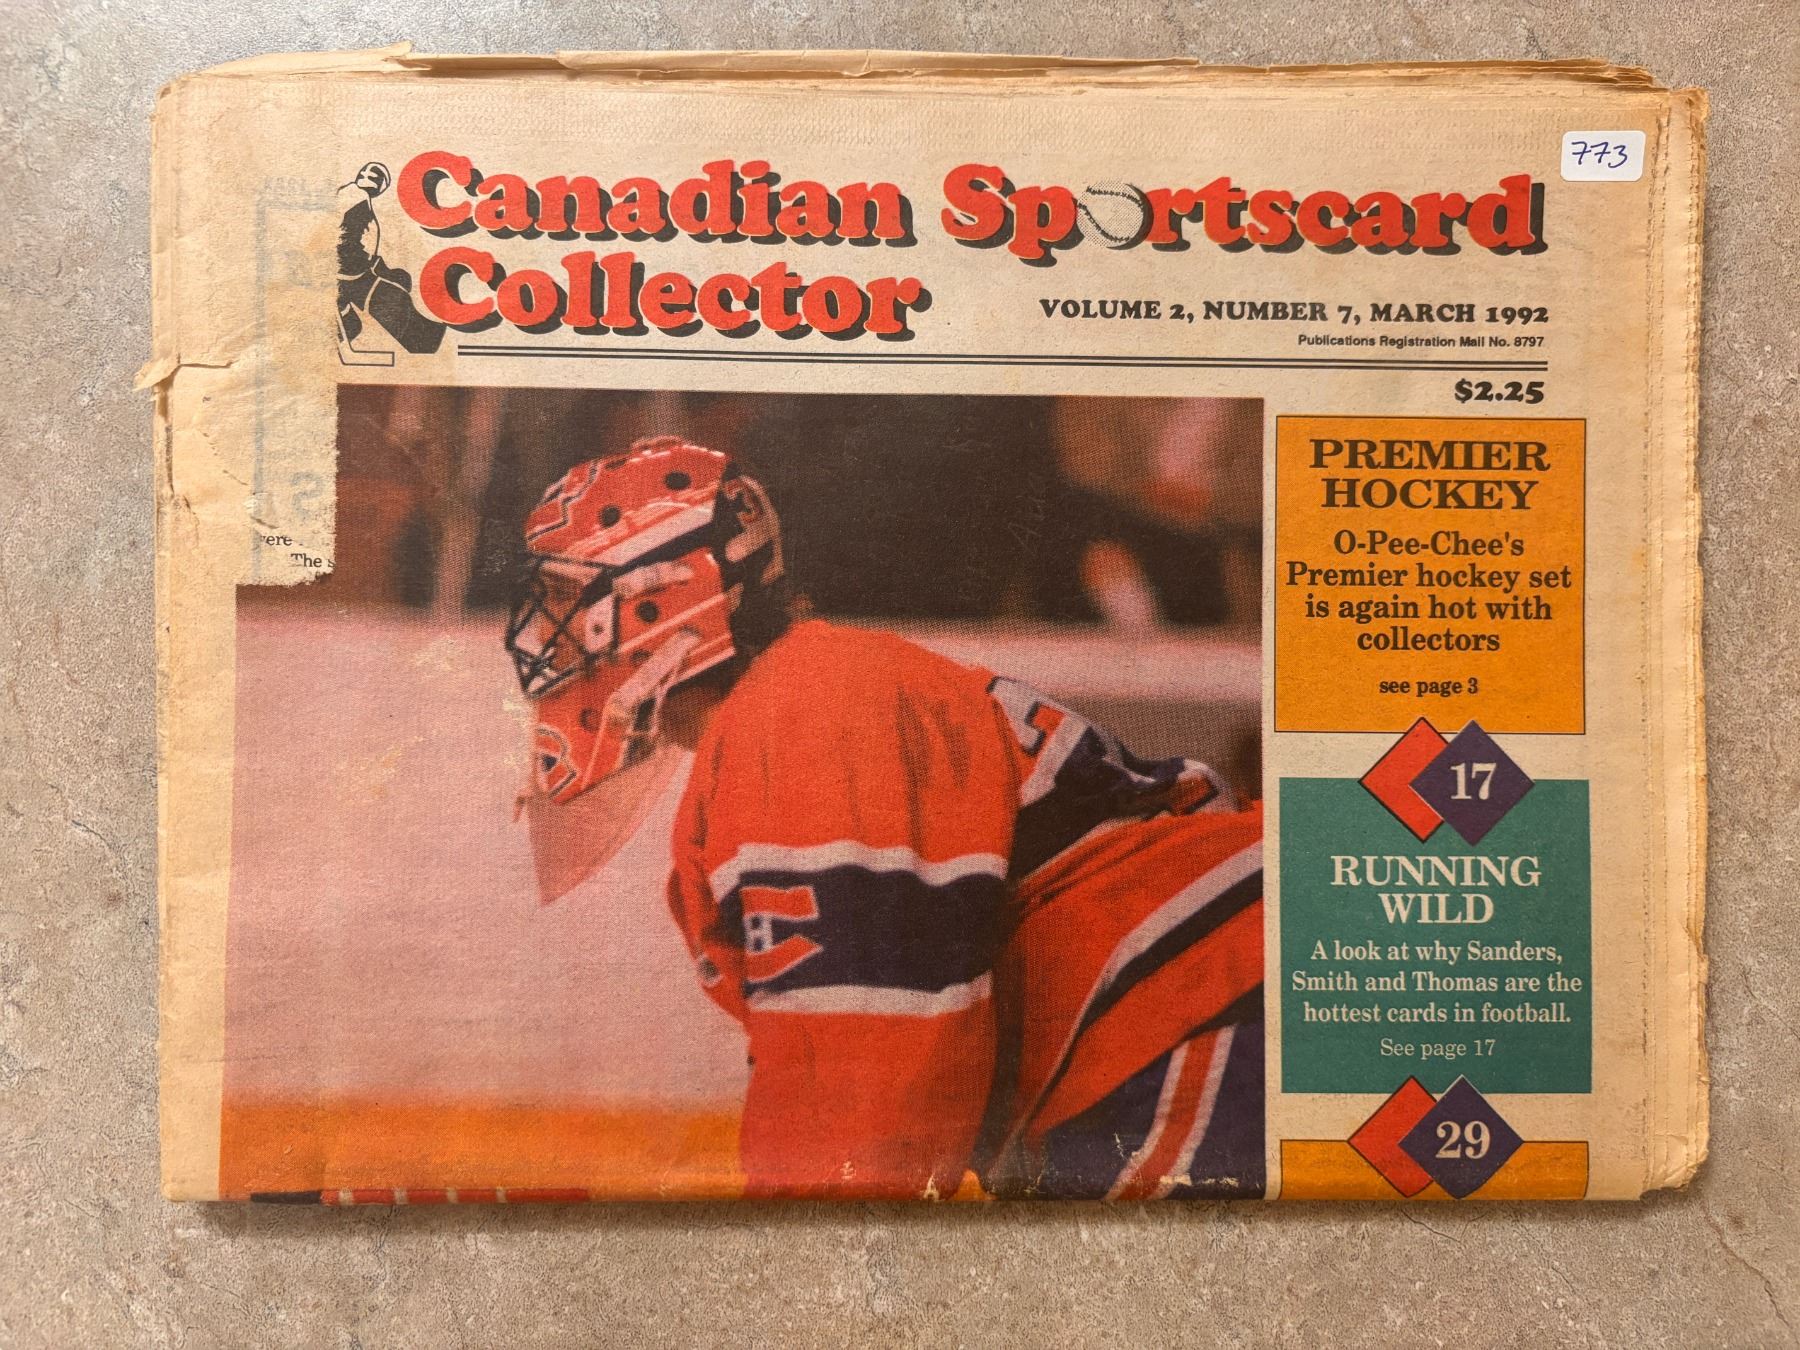 773
Canadian Sportscard
Collector
VOLUME 2, NUMBER 7, MARCH 1992
Publications Registration Mail No. 8797
$2.25
PREMIER
HOCKEY
O-Pee-Chee's
Premier hockey set
is again hot with
collectors
see page 3
17
RUNNING
WILD
A look at why Sanders,
Smith and Thomas are the
hottest cards in football.
See page 17
29
The